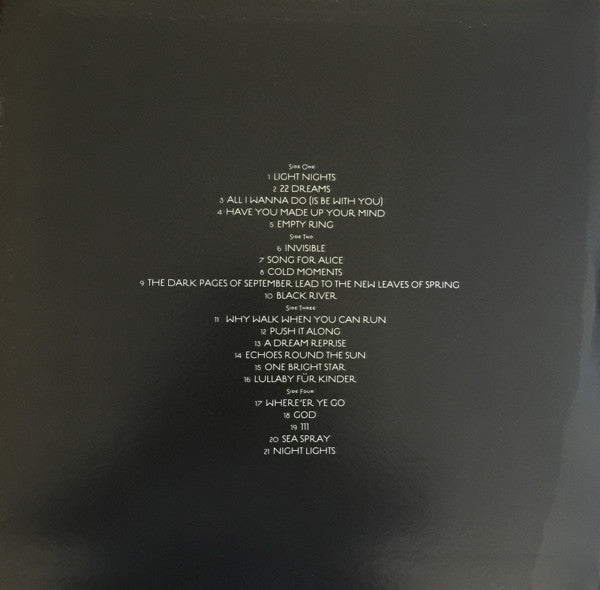 SIDE ONE
1 LIGHT NIGHTS
2 22 DREAMS
3 ALL I WANNA DO (IS BE WITH YOU)
4 HAVE YOU MADE UP YOUR MIND
5 EMPTY RING
SIDE TWO
6 INVISIBLE
7 SONG FOR ALICE
8 COLD MOMENTS
9 THE DARK PAGES OF SEPTEMBER LEAD TO THE NEW LEAVES OF SPRING
10 BLACK RIVER
SIDE THREE
11 WHY WALK WHEN YOU CAN RUN
12 PUSH IT ALONG
13 A DREAM REPRISE
14 ECHOES ROUND THE SUN
15 ONE BRIGHT STAR
16 LULLABY FÜR KINDER
SIDE FOUR
17 WHERE'ER YE GO
18 GOD
19 111
20 SEA SPRAY
21 NIGHT LIGHTS